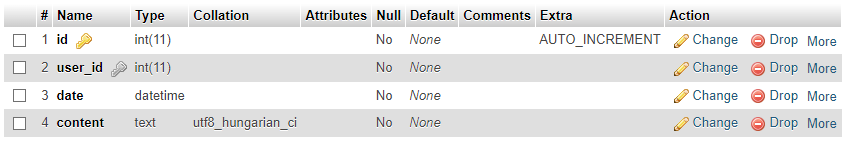 # Name Type Collation Attributes Null Default Comments Extra Action
1 id int(11) No None AUTO_INCREMENT Change Drop More
2 user_id int(11) No None Change Drop More
3 date datetime No None Change Drop More
4 content text utf8_hungarian_ci No None Change Drop More